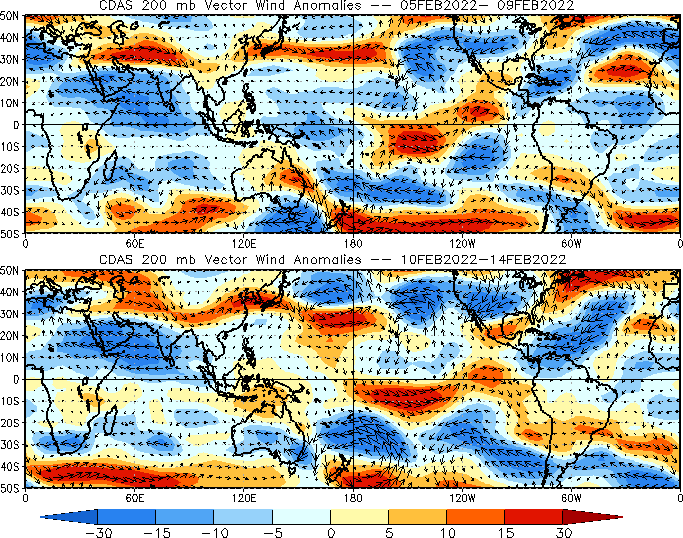 CDAS 200 mb Vector Wind Anomalies -- 05FEB2022- 09FEB2022
50N
40N
30N
20N
10N
0
10S
20S
30S
40S
50S
0 60E 120E 180 120W 60W 0
CDAS 200 mb Vector Wind Anomalies -- 10FEB2022-14FEB2022
50N
40N
30N
20N
10N
0
10S
20S
30S
40S
50S
0 60E 120E 180 120W 60W 0
-30 -15 -10 -5 0 5 10 15 30